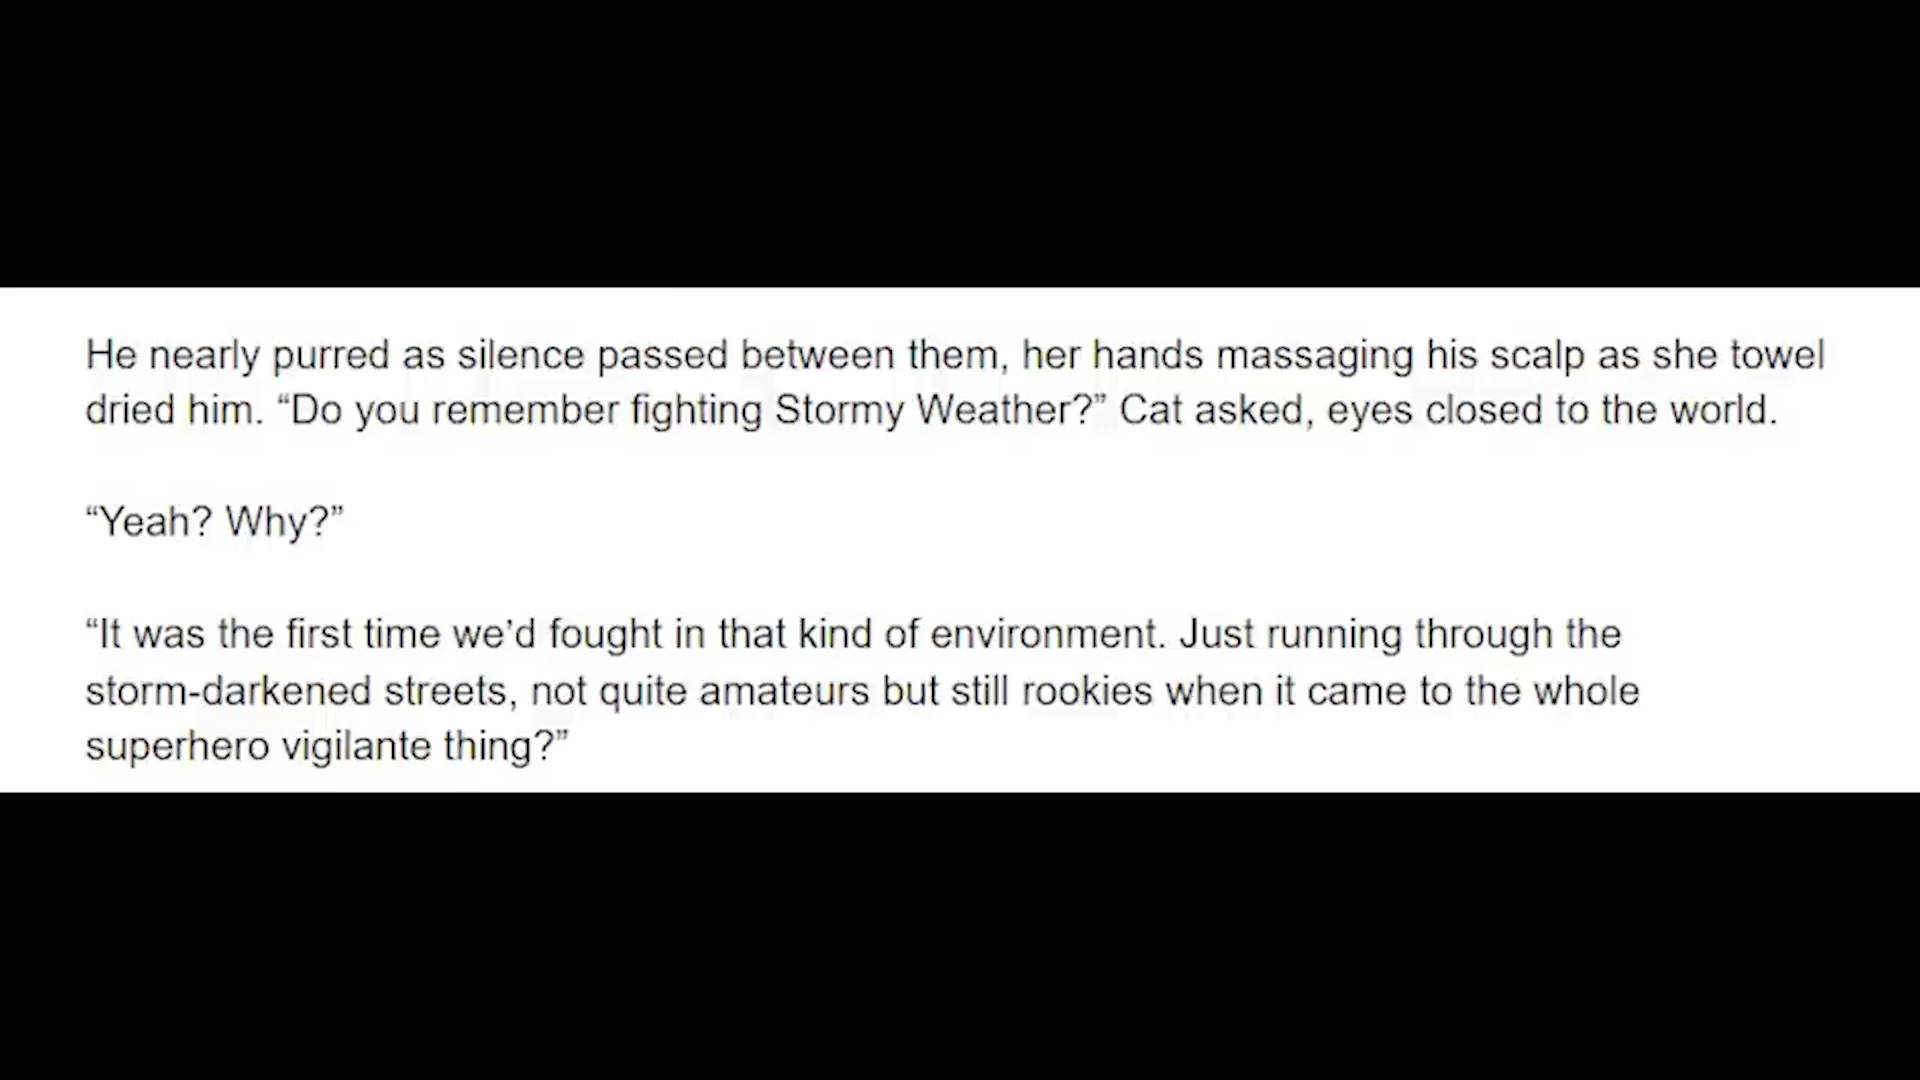 He nearly purred as silence passed between them, her hands massaging his scalp as she towel
dried him. “Do you remember fighting Stormy Weather?” Cat asked, eyes closed to the world.
“Yeah? Why?”
“It was the first time we’d fought in that kind of environment. Just running through the
storm-darkened streets, not quite amateurs but still rookies when it came to the whole
superhero vigilante thing?”